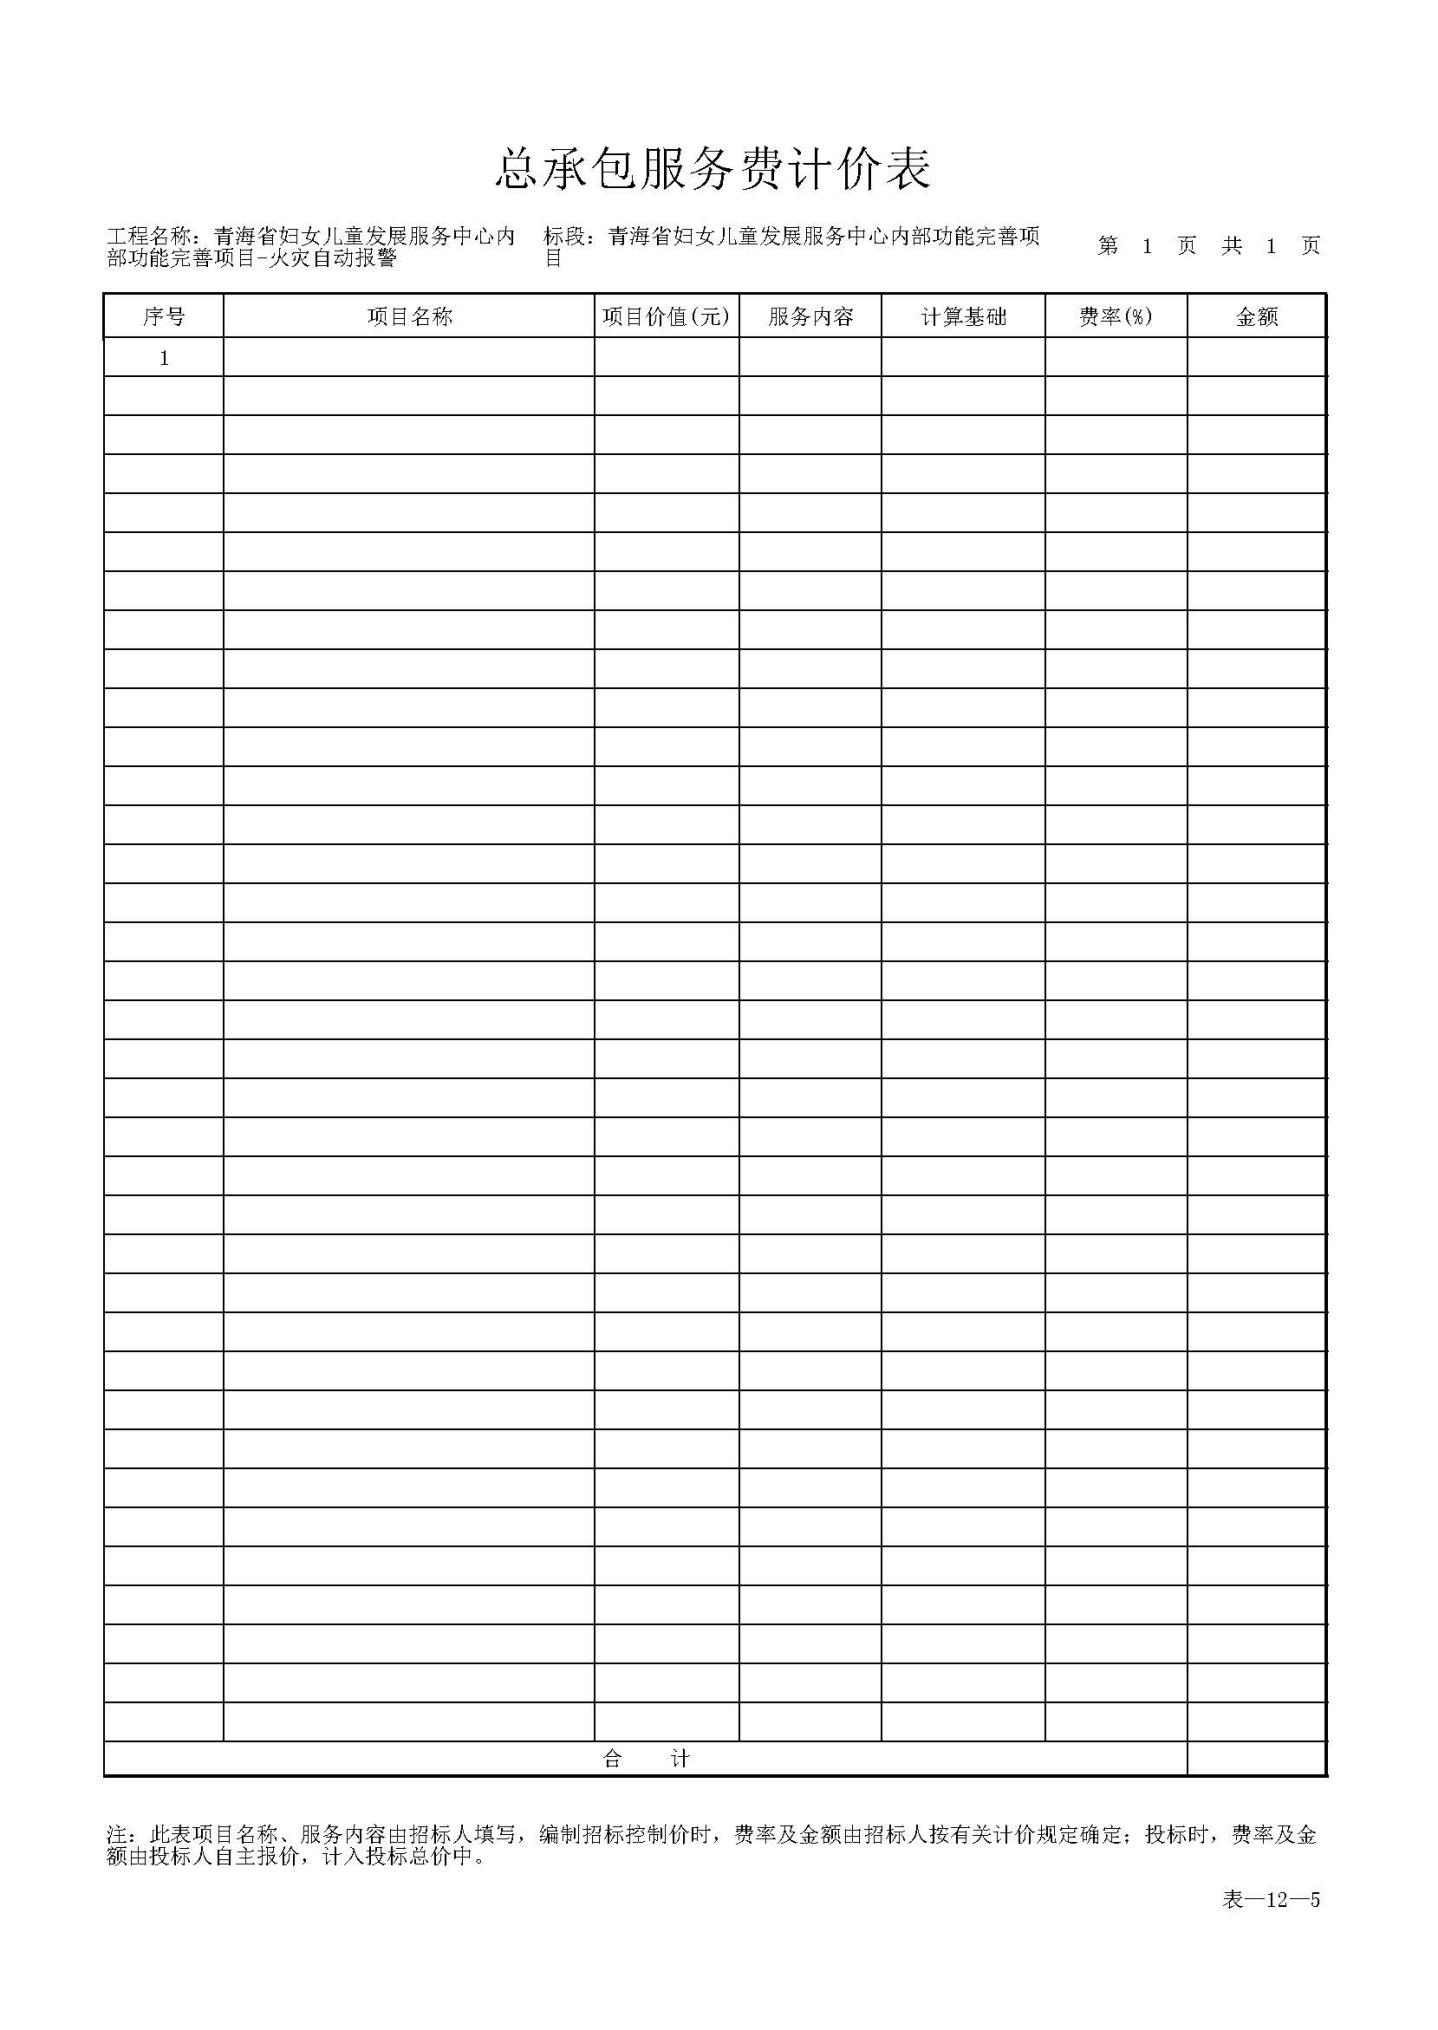 总承包服务费计价表
工程名称：青海省妇女儿童发展服务中心内
部功能完善项目-火灾自动报警
标段：青海省妇女儿童发展服务中心内部功能完善项
目
第 1 页 共 1 页
序号 项目名称 项目价值(元) 服务内容 计算基础 费率(%) 金额
1
合 计
注：此表项目名称、服务内容由招标人填写，编制招标控制价时，费率及金额由招标人按有关计价规定确定；投标时，费率及金
额由投标人自主报价，计入投标总价中。
表—12—5